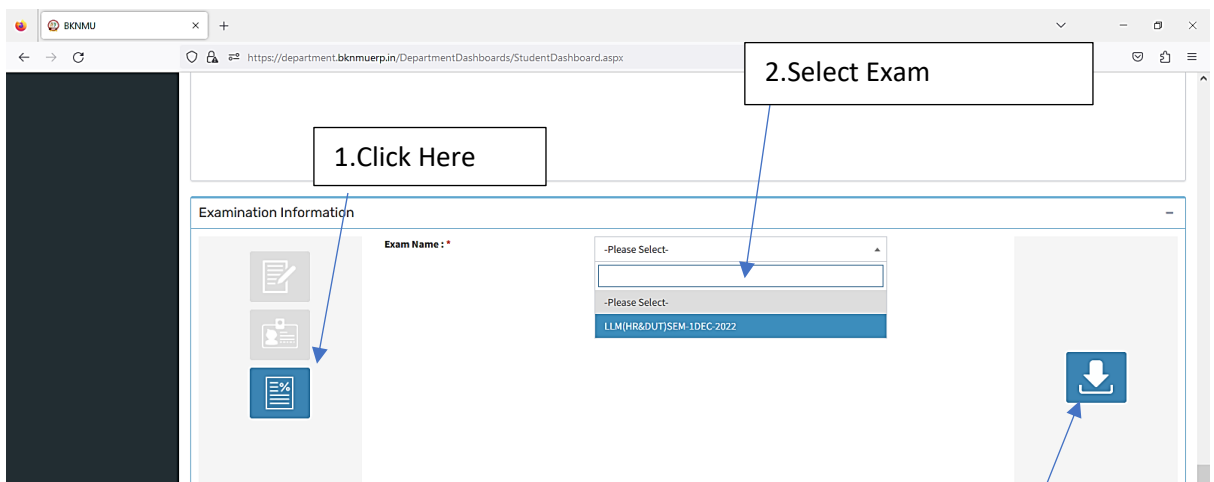 BKNMU
https://department.bknmuerp.in/DepartmentDashboards/StudentDashboard.aspx
2.Select Exam
1.Click Here
Examination Information
Exam Name : *
-Please Select-
-Please Select-
LLM(HR&DUT)SEM-1DEC-2022